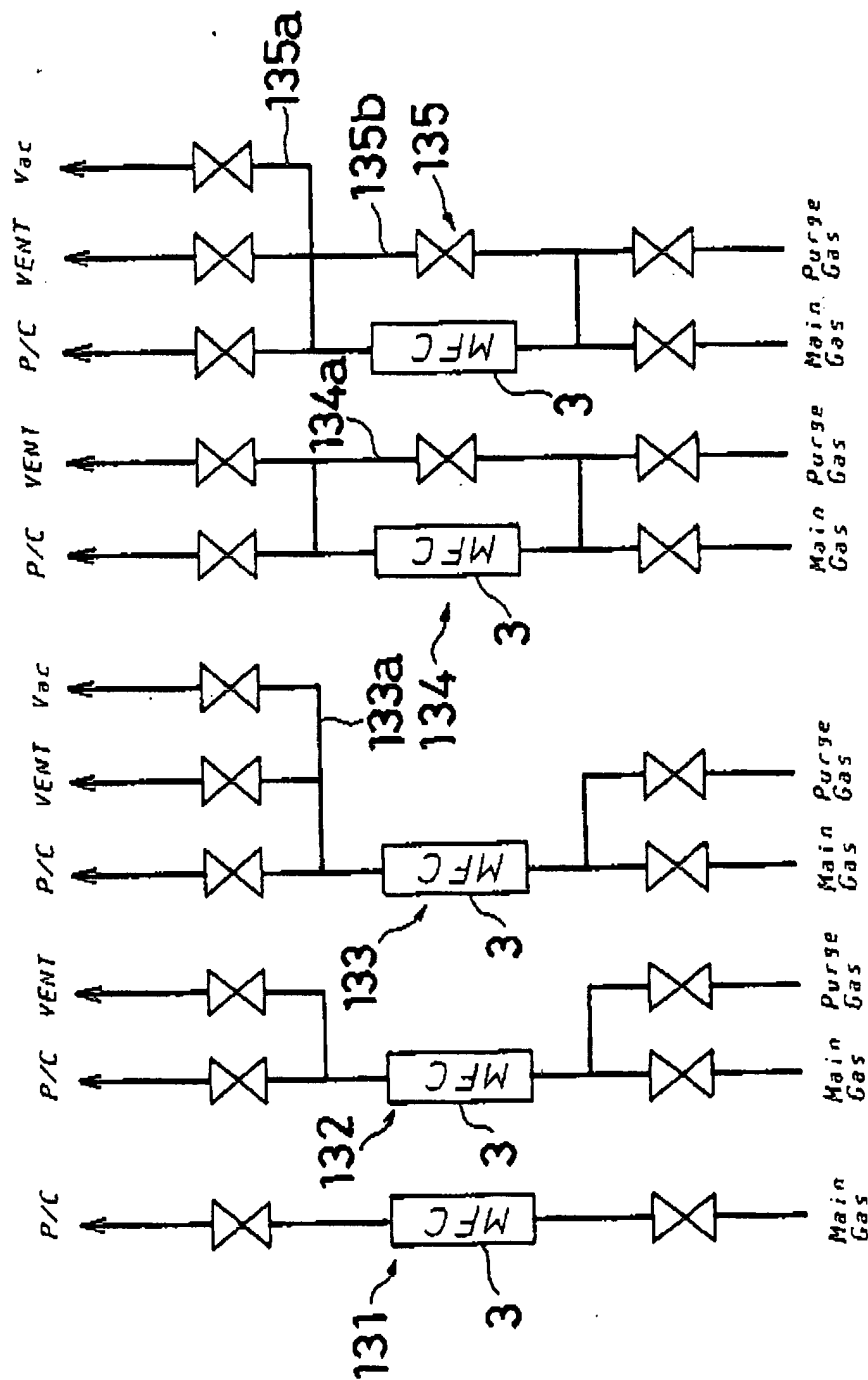 P/C
131
3
MFC
Main
Gas
P/C
VENT
132
3
MFC
Main
Gas
Purge
Gas
P/C
VENT
Vac
133a
133
3
MFC
Main
Gas
Purge
Gas
P/C
VENT
134a
134
3
MFC
Main
Gas
Purge
Gas
P/C
VENT
Vac
135a
135b
135
3
MFC
Main
Gas
Purge
Gas